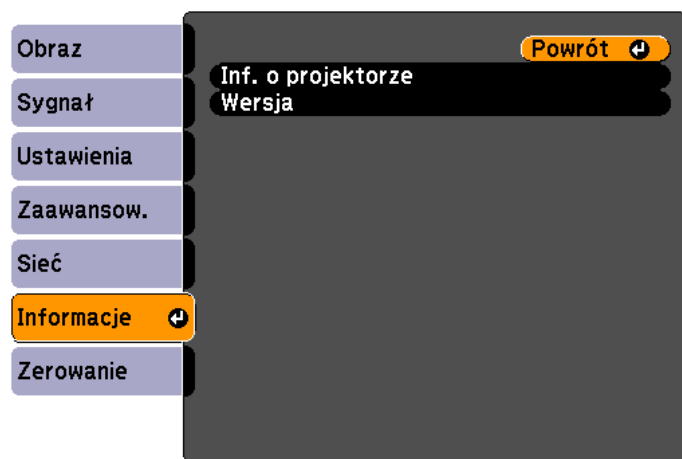 Obraz
Sygnał
Ustawienia
Zaawansow.
Sieć
Informacje
Zerowanie
Powrót
Inf. o projektorze
Wersja